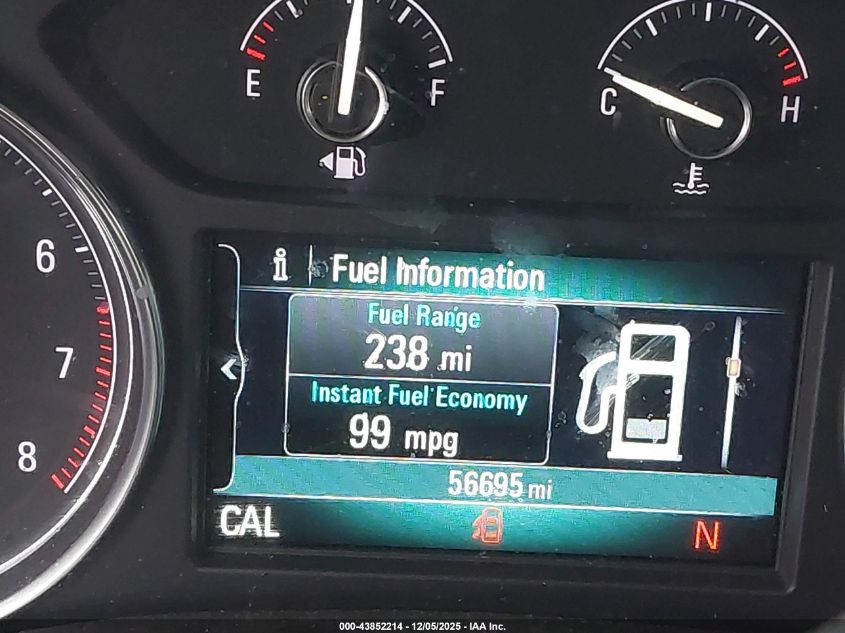 E F
C H
6
7
8
i Fuel Information
Fuel Range
238 mi
<
Instant Fuel Economy
99 mpg
56695 mi
CAL N
000-43852214 - 12/05/2025 - IAA Inc.